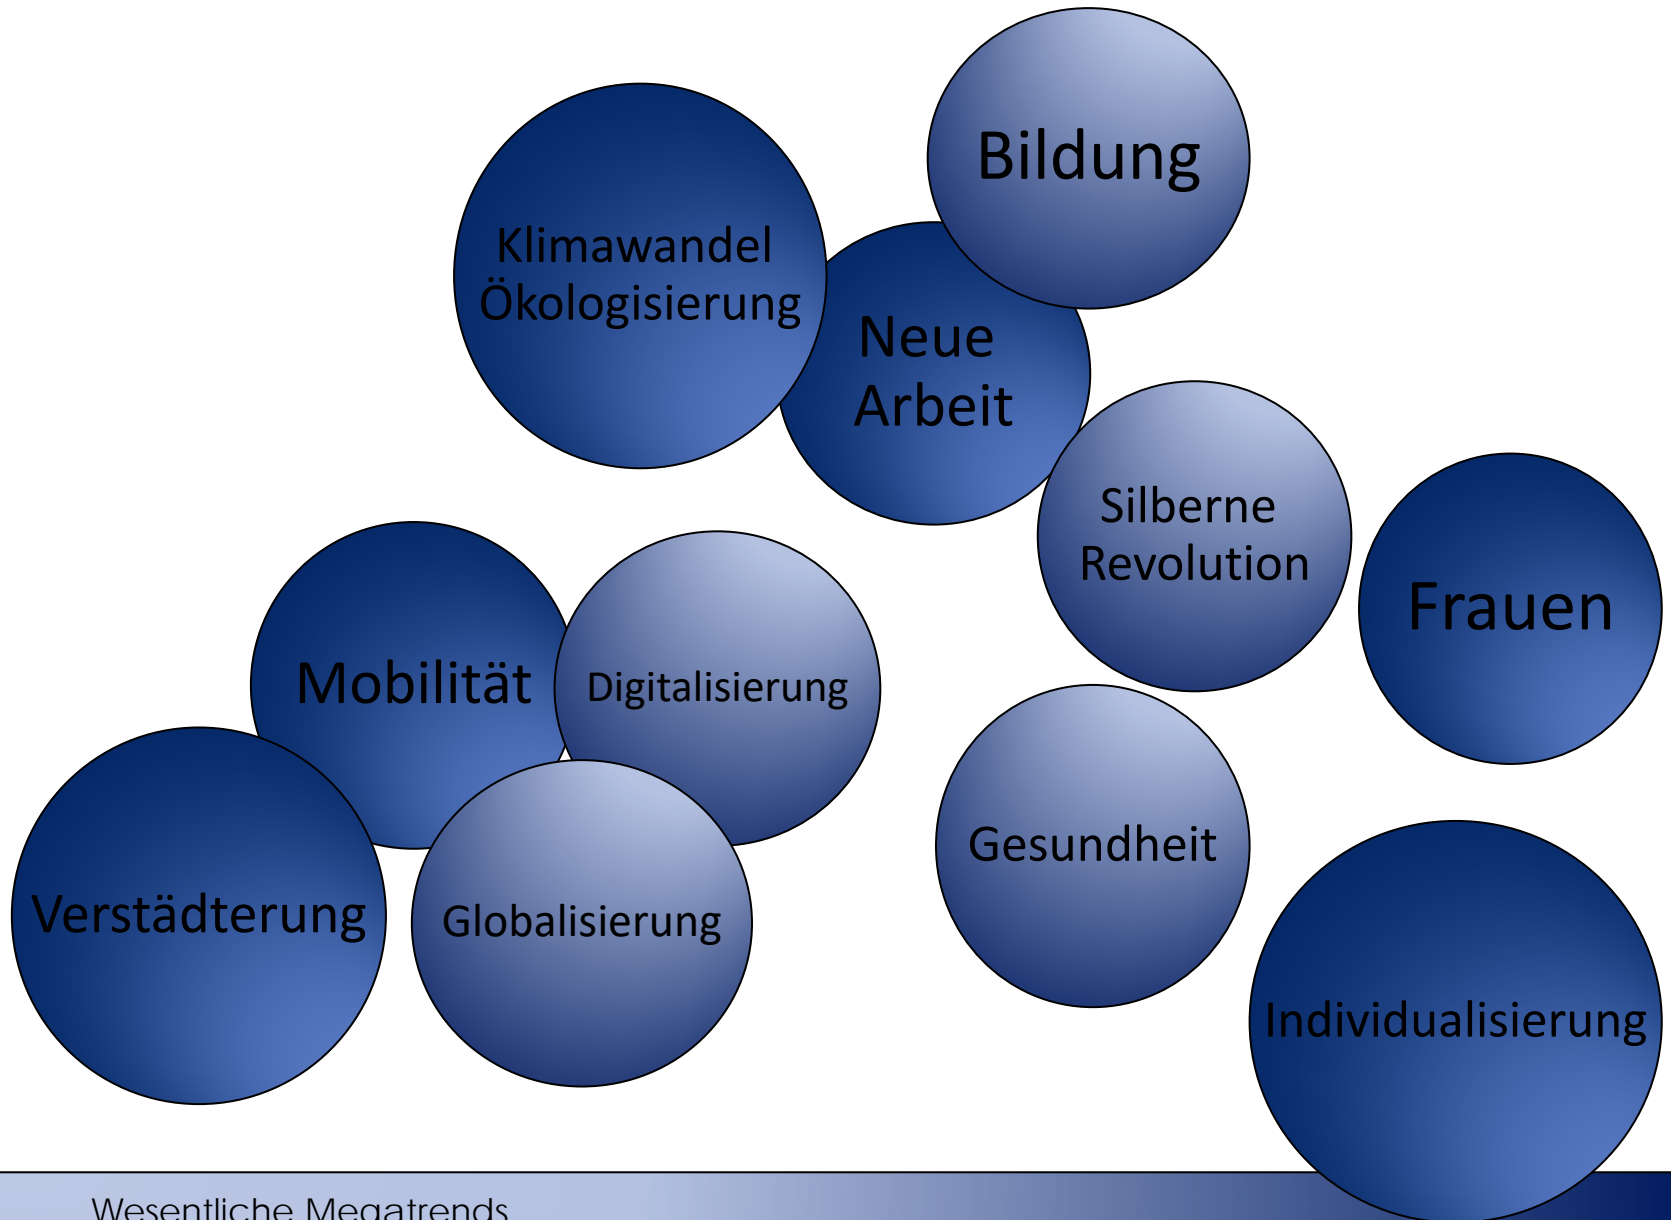 Bildung
Klimawandel
Ökologisierung
Neue
Arbeit
Silberne
Revolution
Frauen
Mobilität
Digitalisierung
Gesundheit
Verstädterung
Globalisierung
Individualisierung
Wesentliche Megatrends